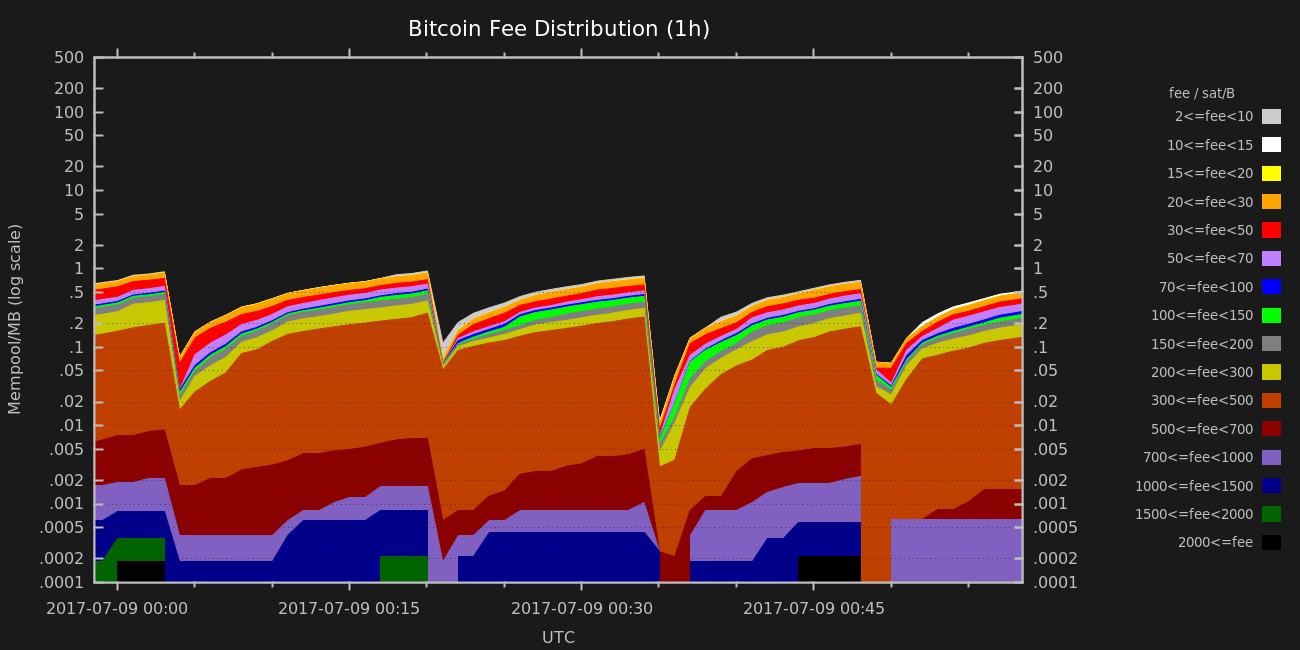 Bitcoin Fee Distribution (1h)
Mempool/MB (log scale)
500
200
100
50
20
10
5
2
1
.5
.2
.1
.05
.02
.01
.005
.002
.001
.0005
.0002
.0001
500
200
100
50
20
10
5
2
1
.5
.2
.1
.05
.02
.01
.005
.002
.001
.0005
.0002
.0001
2017-07-09 00:00
2017-07-09 00:15
2017-07-09 00:30
2017-07-09 00:45
UTC
fee / sat/B
2<=fee<10
10<=fee<15
15<=fee<20
20<=fee<30
30<=fee<50
50<=fee<70
70<=fee<100
100<=fee<150
150<=fee<200
200<=fee<300
300<=fee<500
500<=fee<700
700<=fee<1000
1000<=fee<1500
1500<=fee<2000
2000<=fee